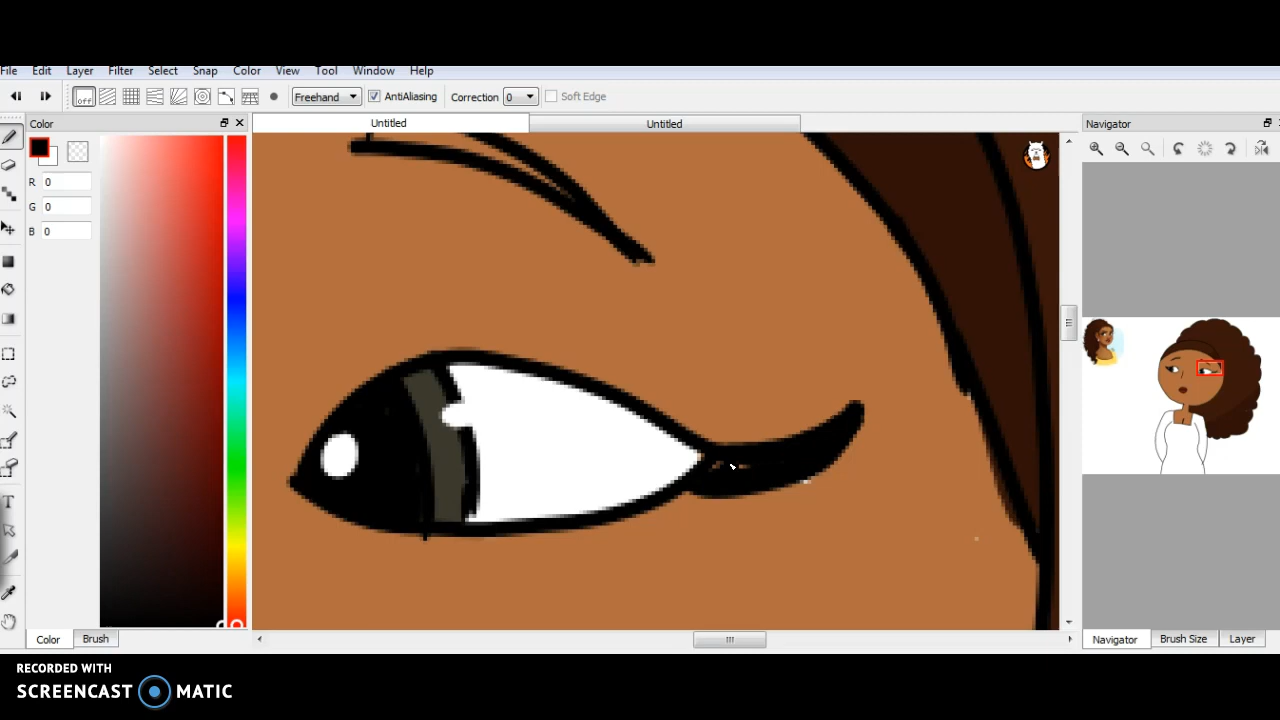 File Edit Layer Filter Select Snap Color View Tool Window Help
off Freehand AntiAliasing Correction 0 Soft Edge
Color Untitled Untitled Navigator
R 0
G 0
B 0
T
Color Brush Navigator Brush Size Layer
RECORDED WITH
SCREENCAST MATIC